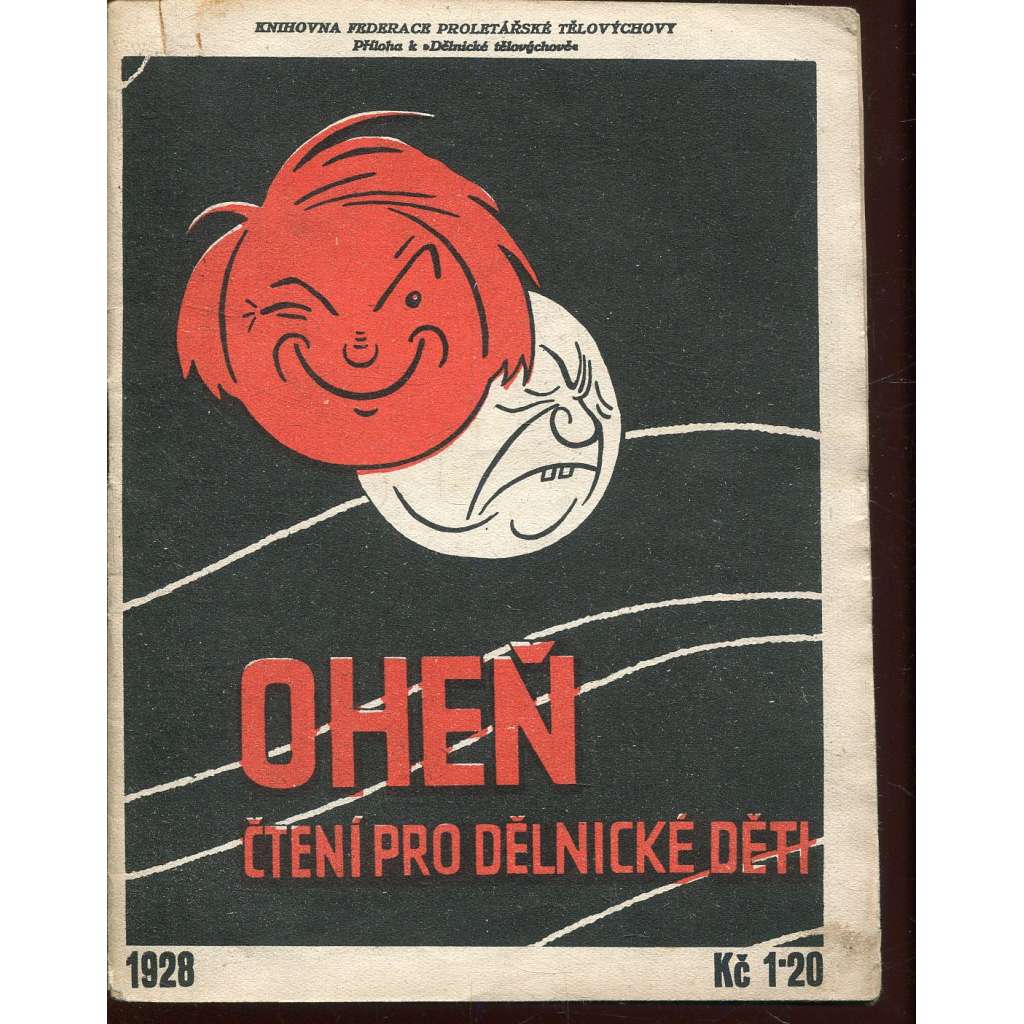 KNIHOVNA FEDERACE PROLETÁŘSKÉ TĚLOVÝCHOVY
Příloha k »Dělnické tělovýchově«
OHEŇ
ČTENÍ PRO DĚLNICKÉ DĚTI
1928
Kč 1·20